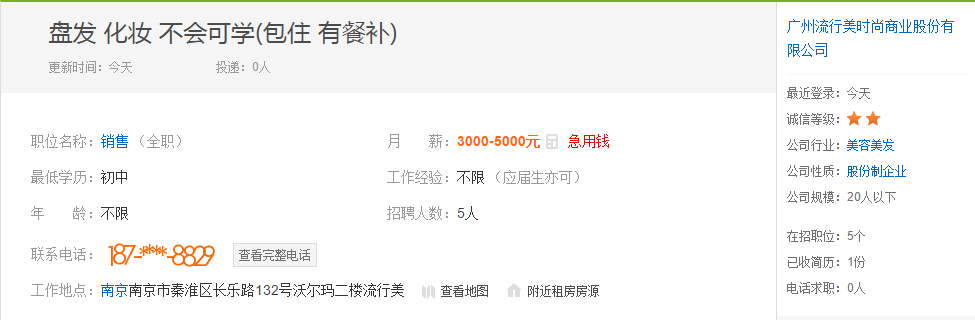 盘发 化妆 不会可学(包住 有餐补)
更新时间：今天 投递：0人
职位名称：销售（全职） 月 薪：3000-5000元 急用钱
最低学历：初中 工作经验：不限（应届生亦可）
年 龄：不限 招聘人数：5人
联系电话：187-****-8829 查看完整电话
工作地点：南京南京市秦淮区长乐路132号沃尔玛二楼流行美 查看地图 附近租房房源
广州流行美时尚商业股份有
限公司
最近登录：今天
诚信等级：
公司行业：美容美发
公司性质：股份制企业
公司规模：20人以下
在招职位：5个
已收简历：1份
电话求职：0人